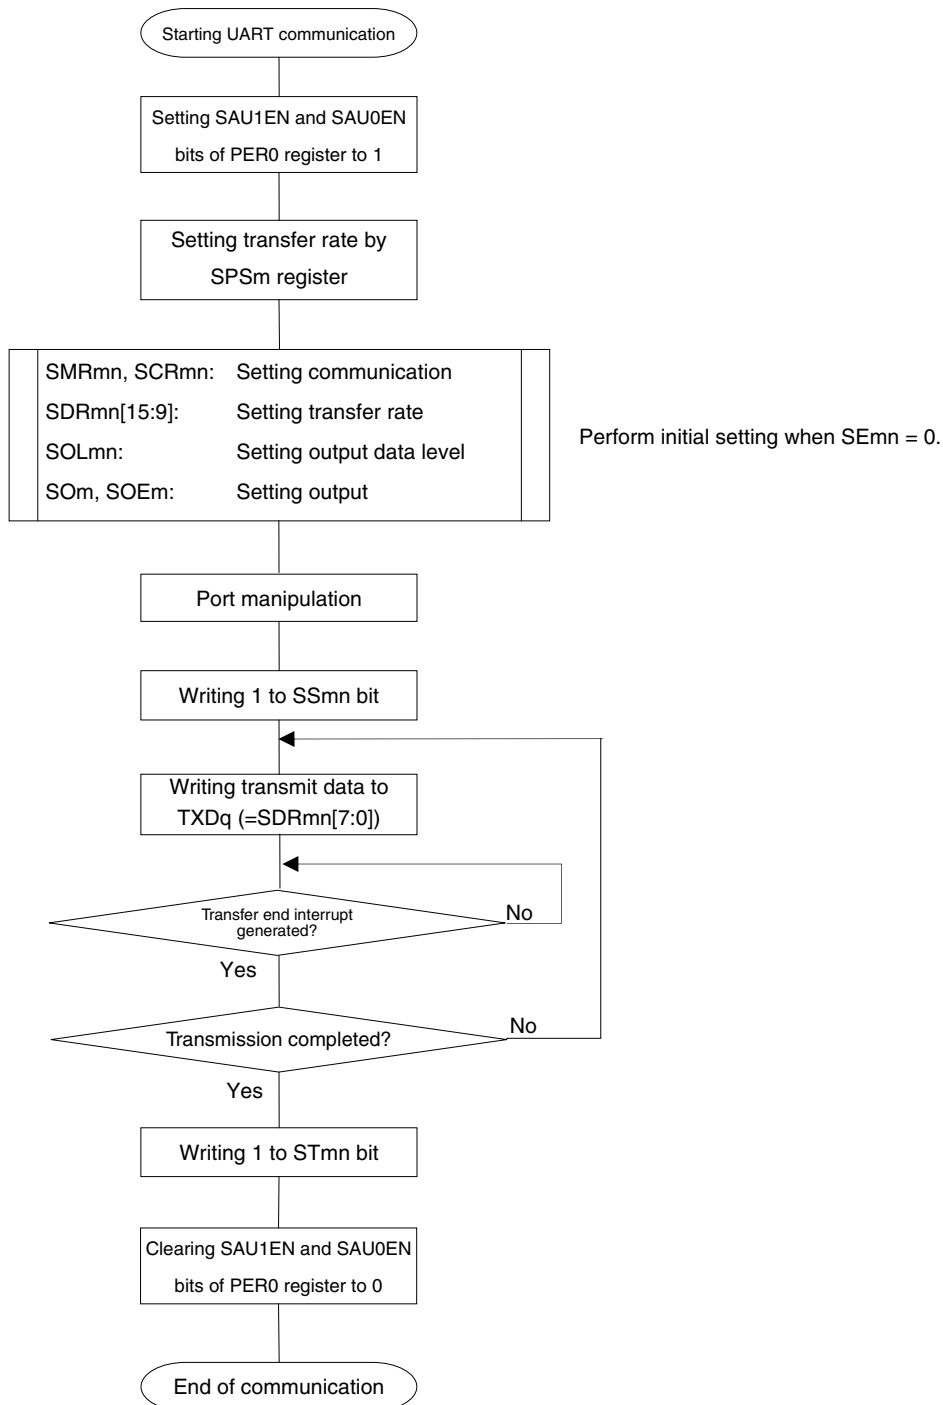 Starting UART communication
Setting SAU1EN and SAU0EN
bits of PER0 register to 1
Setting transfer rate by
SPSm register
SMRmn, SCRmn: Setting communication
SDRmn[15:9]: Setting transfer rate
SOLmn: Setting output data level
SOm, SOEm: Setting output
Perform initial setting when SEmn = 0.
Port manipulation
Writing 1 to SSmn bit
Writing transmit data to
TXDq (=SDRmn[7:0])
Transfer end interrupt
generated?
No
Yes
Transmission completed?
No
Yes
Writing 1 to STmn bit
Clearing SAU1EN and SAU0EN
bits of PER0 register to 0
End of communication